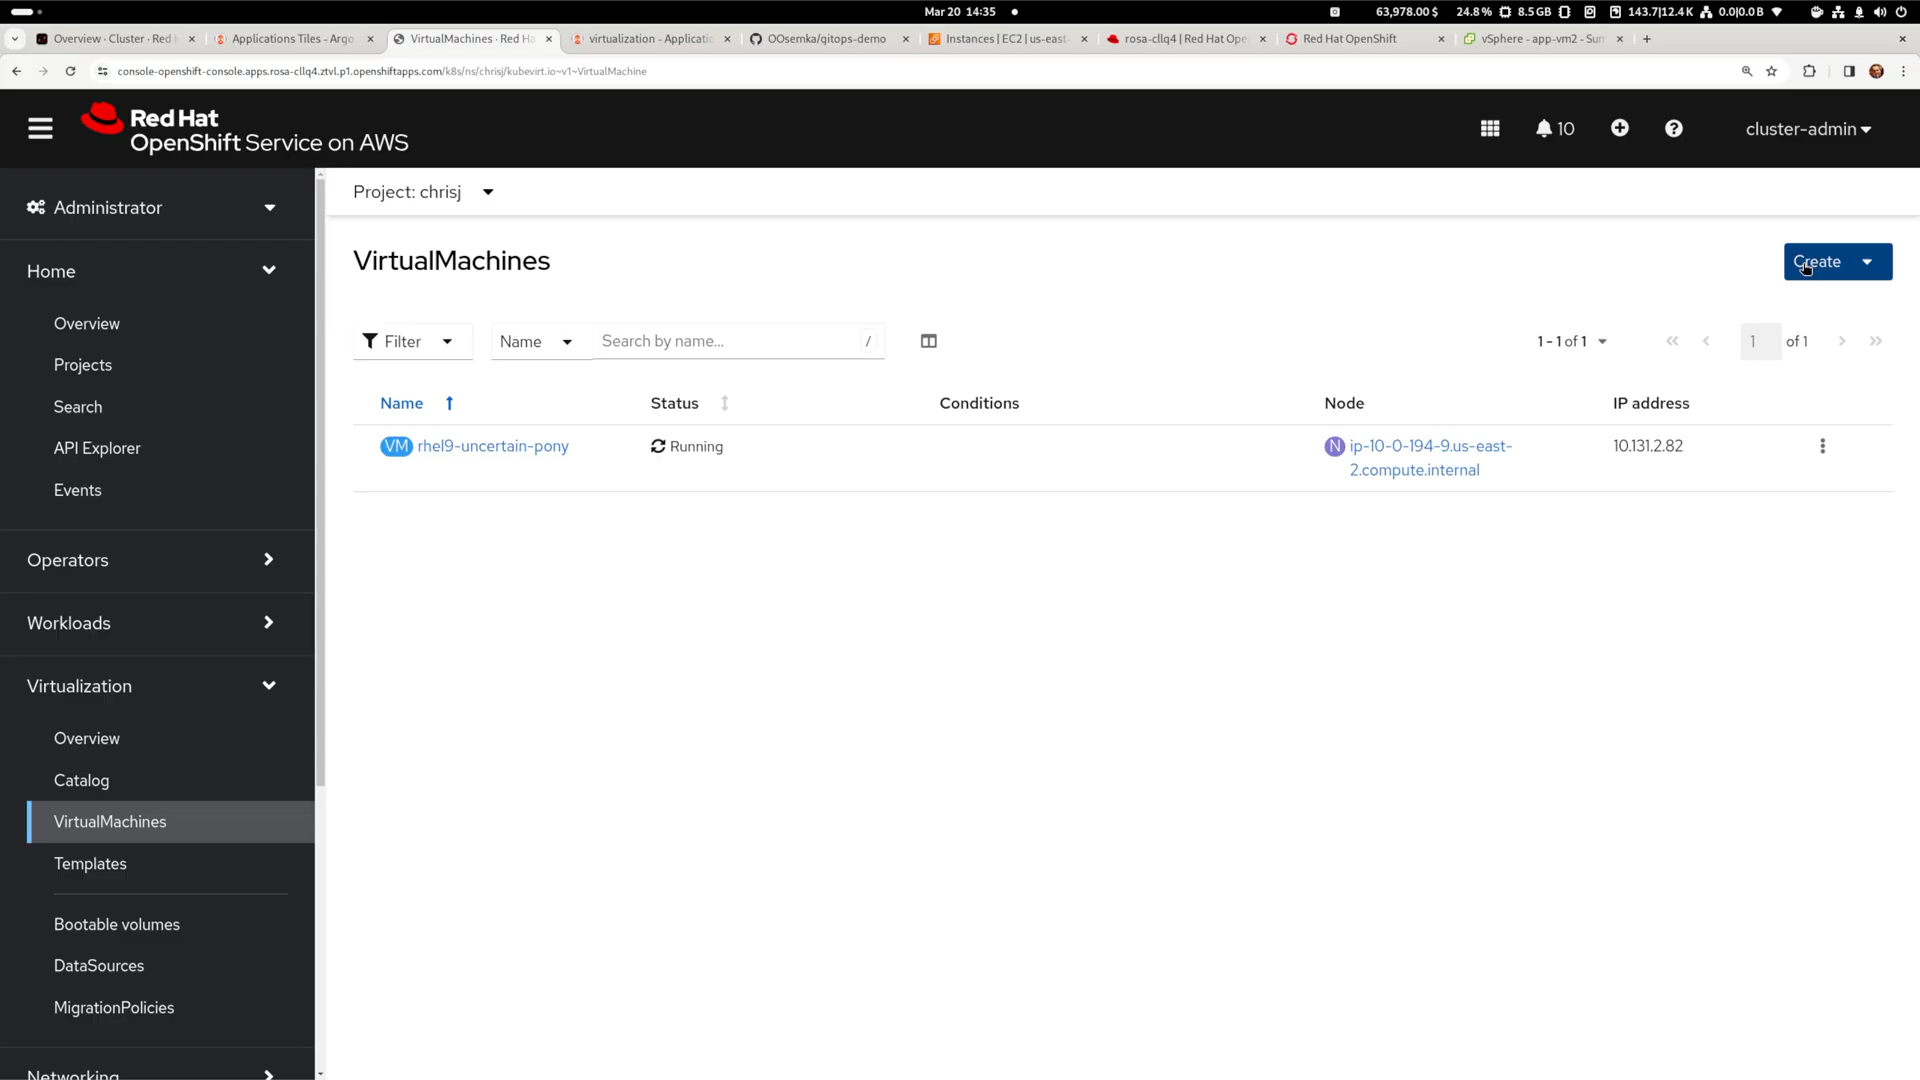 Mar 20 14:35
63,978.00 $
24.8 %
8.5GB
143.7|12.4 K
0.0|0.0 B
Overview · Cluster · Red
Applications Tiles - Argo
VirtualMachines · Red Ha
virtualization - Applicatio
OOsemka/gitops-demo
Instances | EC2 | us-east-
rosa-cllq4 | Red Hat Ope
Red Hat OpenShift
vSphere - app-vm2 - Sum
console-openshift-console.apps.rosa-cllq4.ztvl.p1.openshiftapps.com/k8s/ns/chrisj/kubevirt.io~v1~VirtualMachine
Red Hat
OpenShift Service on AWS
10
cluster-admin
Administrator
Home
Overview
Projects
Search
API Explorer
Events
Operators
Workloads
Virtualization
Overview
Catalog
VirtualMachines
Templates
Bootable volumes
DataSources
MigrationPolicies
Networking
Project: chrisj
VirtualMachines
Create
Filter
Name
Search by name...
/
1 - 1 of 1
1
of 1
Name
Status
Conditions
Node
IP address
VM rhel9-uncertain-pony
Running
N ip-10-0-194-9.us-east-
2.compute.internal
10.131.2.82